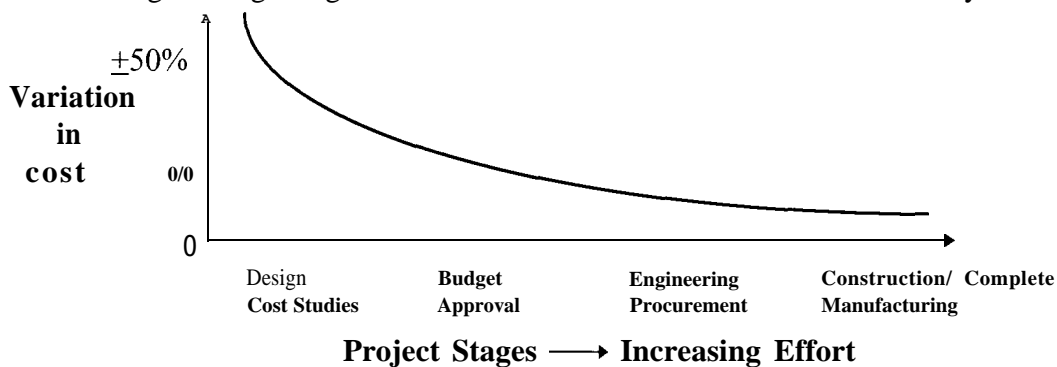 A
±50%
Variation
in
cost
0/0
0
Design
Cost Studies
Budget
Approval
Engineering
Procurement
Construction/ Complete
Manufacturing
Project Stages → Increasing Effort